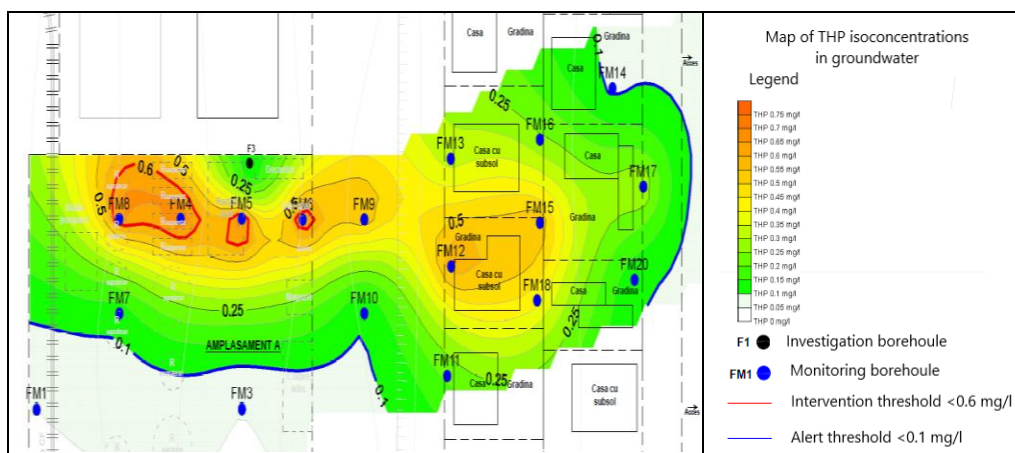 Casa
Gradina
0.1
Gradina
Acces
Casa
FM14
0.25
FM16
F3
FM13
Casa cu
subsol
Casa
FM17
0.6
0.5
0.25
0.5
FM8
FM4
FM5
FM6
FM9
0.5
Gradina
FM15
Gradina
FM12
Casa cu
subsol
FM20
Casa
Gradina
FM18
FM7
0.25
FM10
0.25
0.1
AMPLASAMENT A
FM11
0.25
Casa
Gradina
0.1
Casa cu
subsol
FM1
FM3
Acces
Map of THP isoconcentrations
in groundwater
Legend
THP 0.75 mg/l
THP 0.7 mg/l
THP 0.65 mg/l
THP 0.6 mg/l
THP 0.55 mg/l
THP 0.5 mg/l
THP 0.45 mg/l
THP 0.4 mg/l
THP 0.35 mg/l
THP 0.3 mg/l
THP 0.25 mg/l
THP 0.2 mg/l
THP 0.15 mg/l
THP 0.1 mg/l
THP 0.05 mg/l
THP 0 mg/l
F1 Investigation borehoule
FM1 Monitoring borehoule
Intervention threshold <0.6 mg/l
Alert threshold <0.1 mg/l